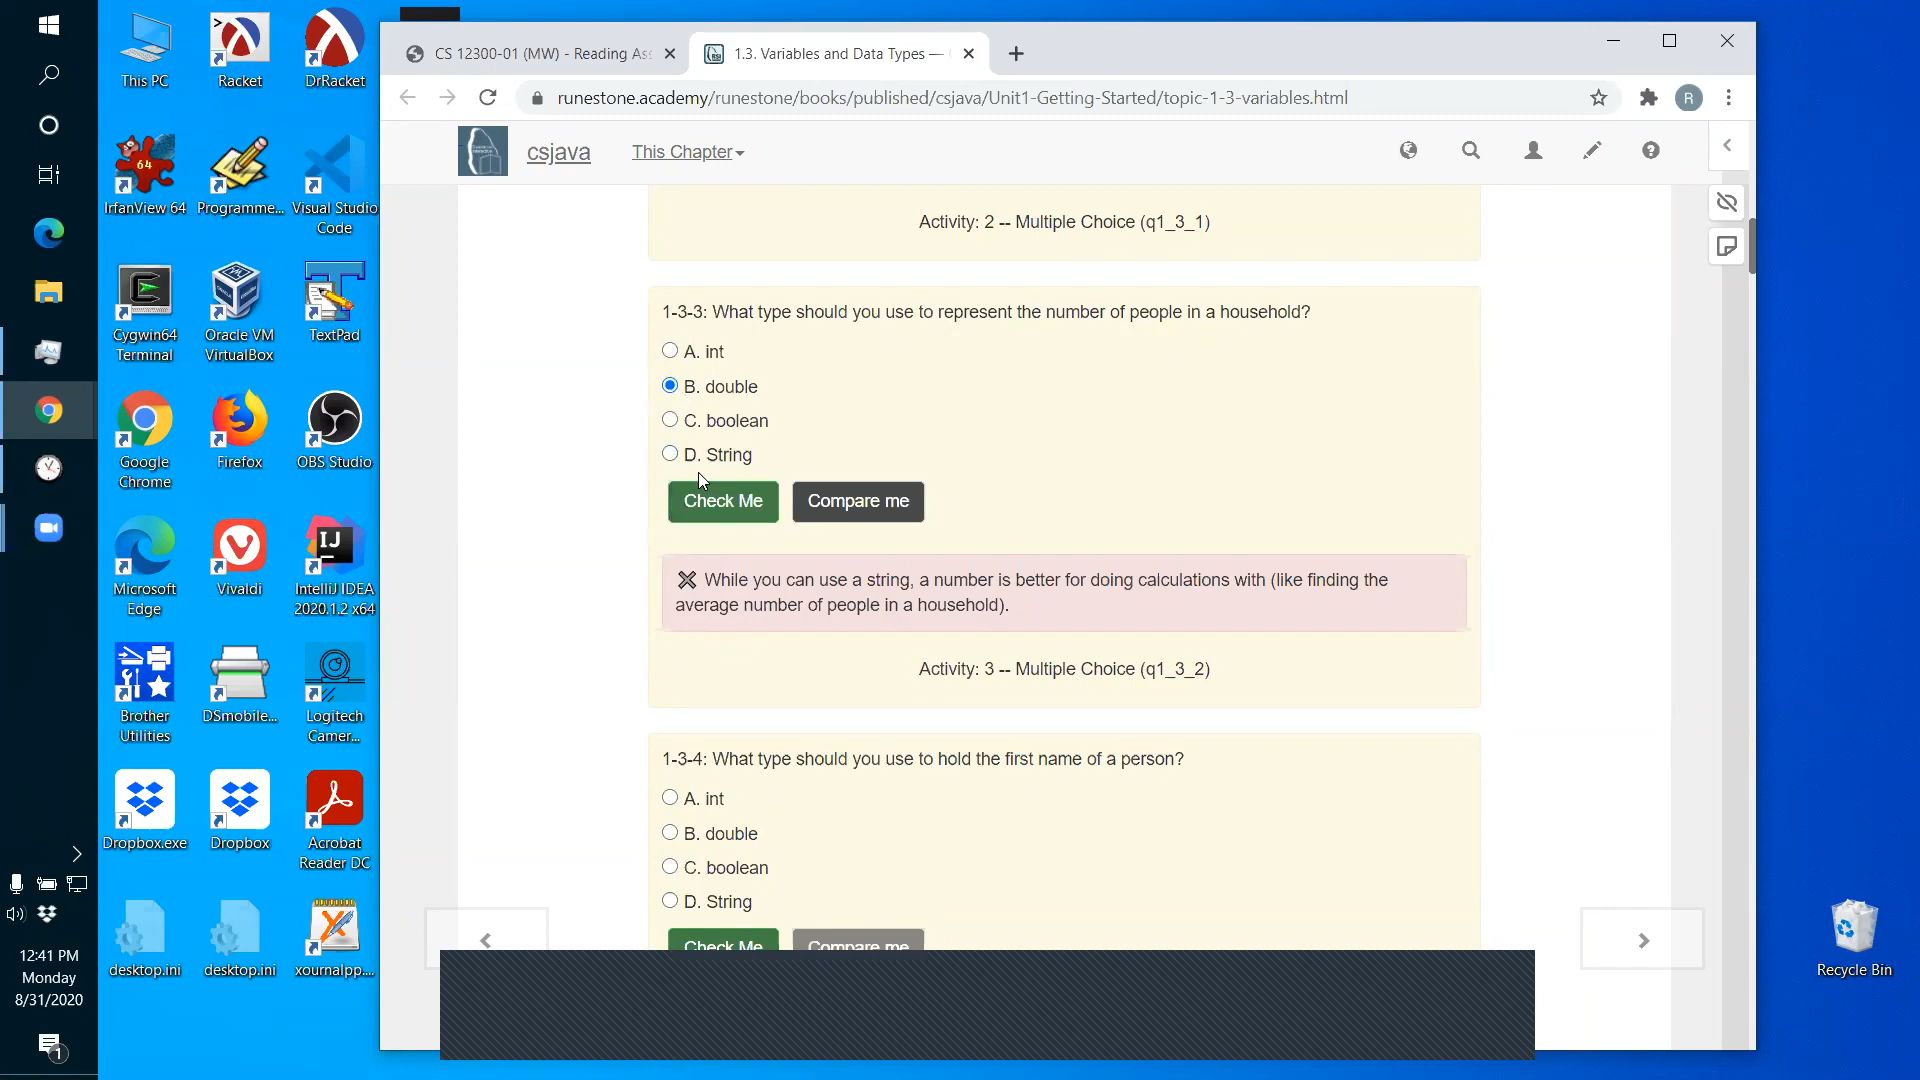 This PC
Racket
DrRacket
IrfanView 64
Programme...
Visual Studio
Code
Cygwin64
Terminal
Oracle VM
VirtualBox
TextPad
Google
Chrome
Firefox
OBS Studio
Microsoft
Edge
Vivaldi
IntelliJ IDEA
2020.1.2 x64
Brother
Utilities
DSmobile...
Logitech
Camer...
Dropbox.exe
Dropbox
Acrobat
Reader DC
desktop.ini
desktop.ini
xournalpp....
12:41 PM
Monday
8/31/2020
1
CS 12300-01 (MW) - Reading Ass
1.3. Variables and Data Types —
runestone.academy/runestone/books/published/csjava/Unit1-Getting-Started/topic-1-3-variables.html
R
csjava
This Chapter
Activity: 2 -- Multiple Choice (q1_3_1)
1-3-3: What type should you use to represent the number of people in a household?
A. int
B. double
C. boolean
D. String
Check Me
Compare me
While you can use a string, a number is better for doing calculations with (like finding the
average number of people in a household).
Activity: 3 -- Multiple Choice (q1_3_2)
1-3-4: What type should you use to hold the first name of a person?
A. int
B. double
C. boolean
D. String
Check Me
Compare me
Recycle Bin